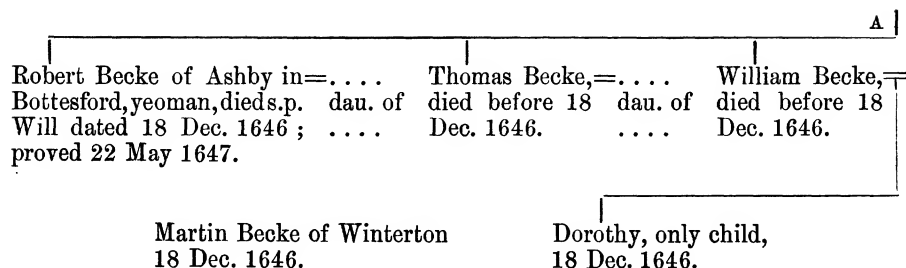 A
Robert Becke of Ashby in=.... Thomas Becke,=.... William Becke,=
Bottesford, yeoman, died s.p. dau. of died before 18 dau. of died before 18
Will dated 18 Dec. 1646 ; .... Dec. 1646. .... Dec. 1646.
proved 22 May 1647.
Martin Becke of Winterton Dorothy, only child,
18 Dec. 1646. 18 Dec. 1646.